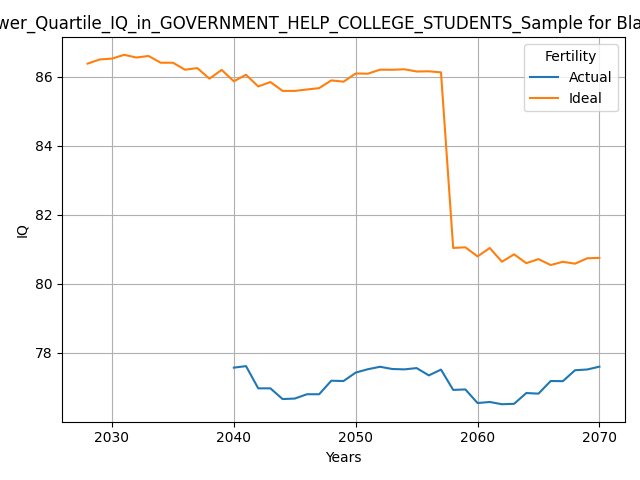 wer_Quartile_IQ_in_GOVERNMENT_HELP_COLLEGE_STUDENTS_Sample for Bla
Fertility
Actual
Ideal
86
84
82
80
78
IQ
2030 2040 2050 2060 2070
Years